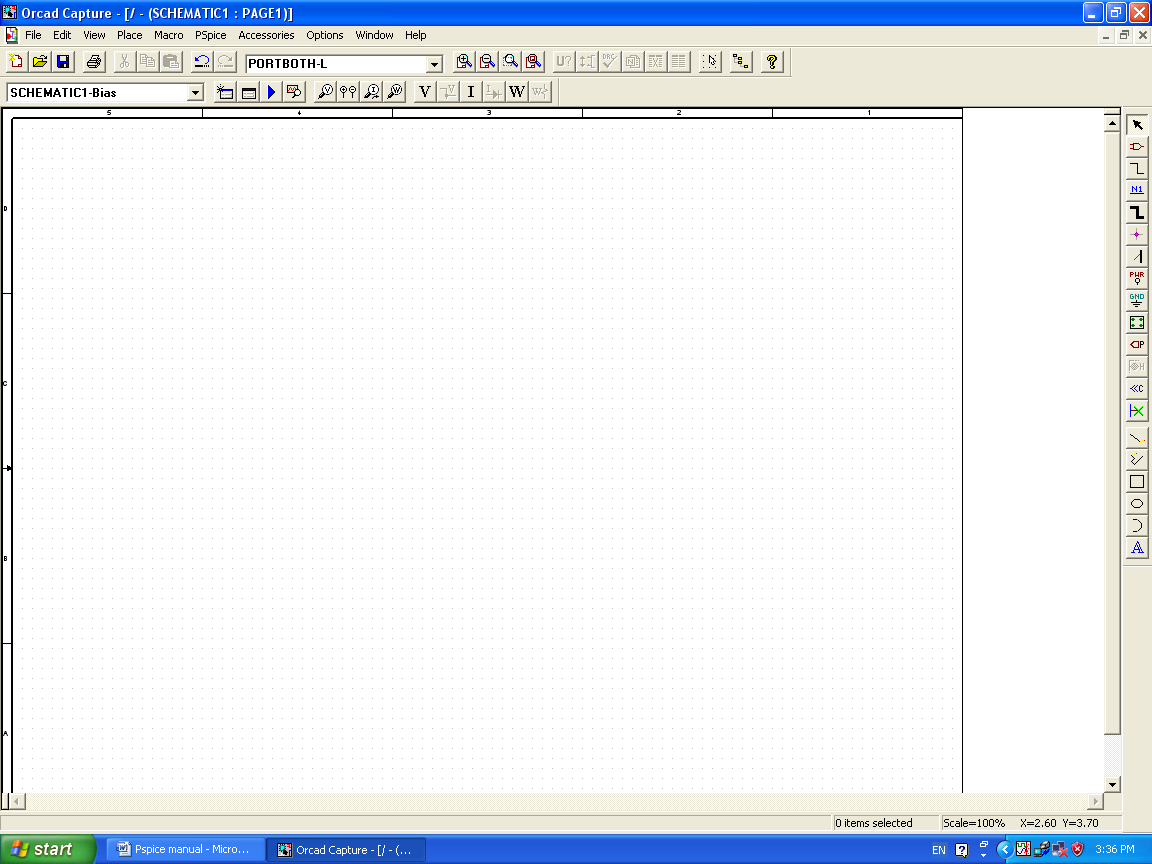 Orcad Capture - [/ - (SCHEMATIC1 : PAGE1)]
File Edit View Place Macro PSpice Accessories Options Window Help
PORTBOTH-L U? DRC ?
SCHEMATIC1-Bias V V I W V V I I W W
5 4 3 2 1
D
C
B
A
N1
PWR
GND
P
H
C
A
0 items selected Scale=100% X=2.60 Y=3.70
start Pspice manual - Micro... Orcad Capture - [/ - (... EN ? 3:36 PM